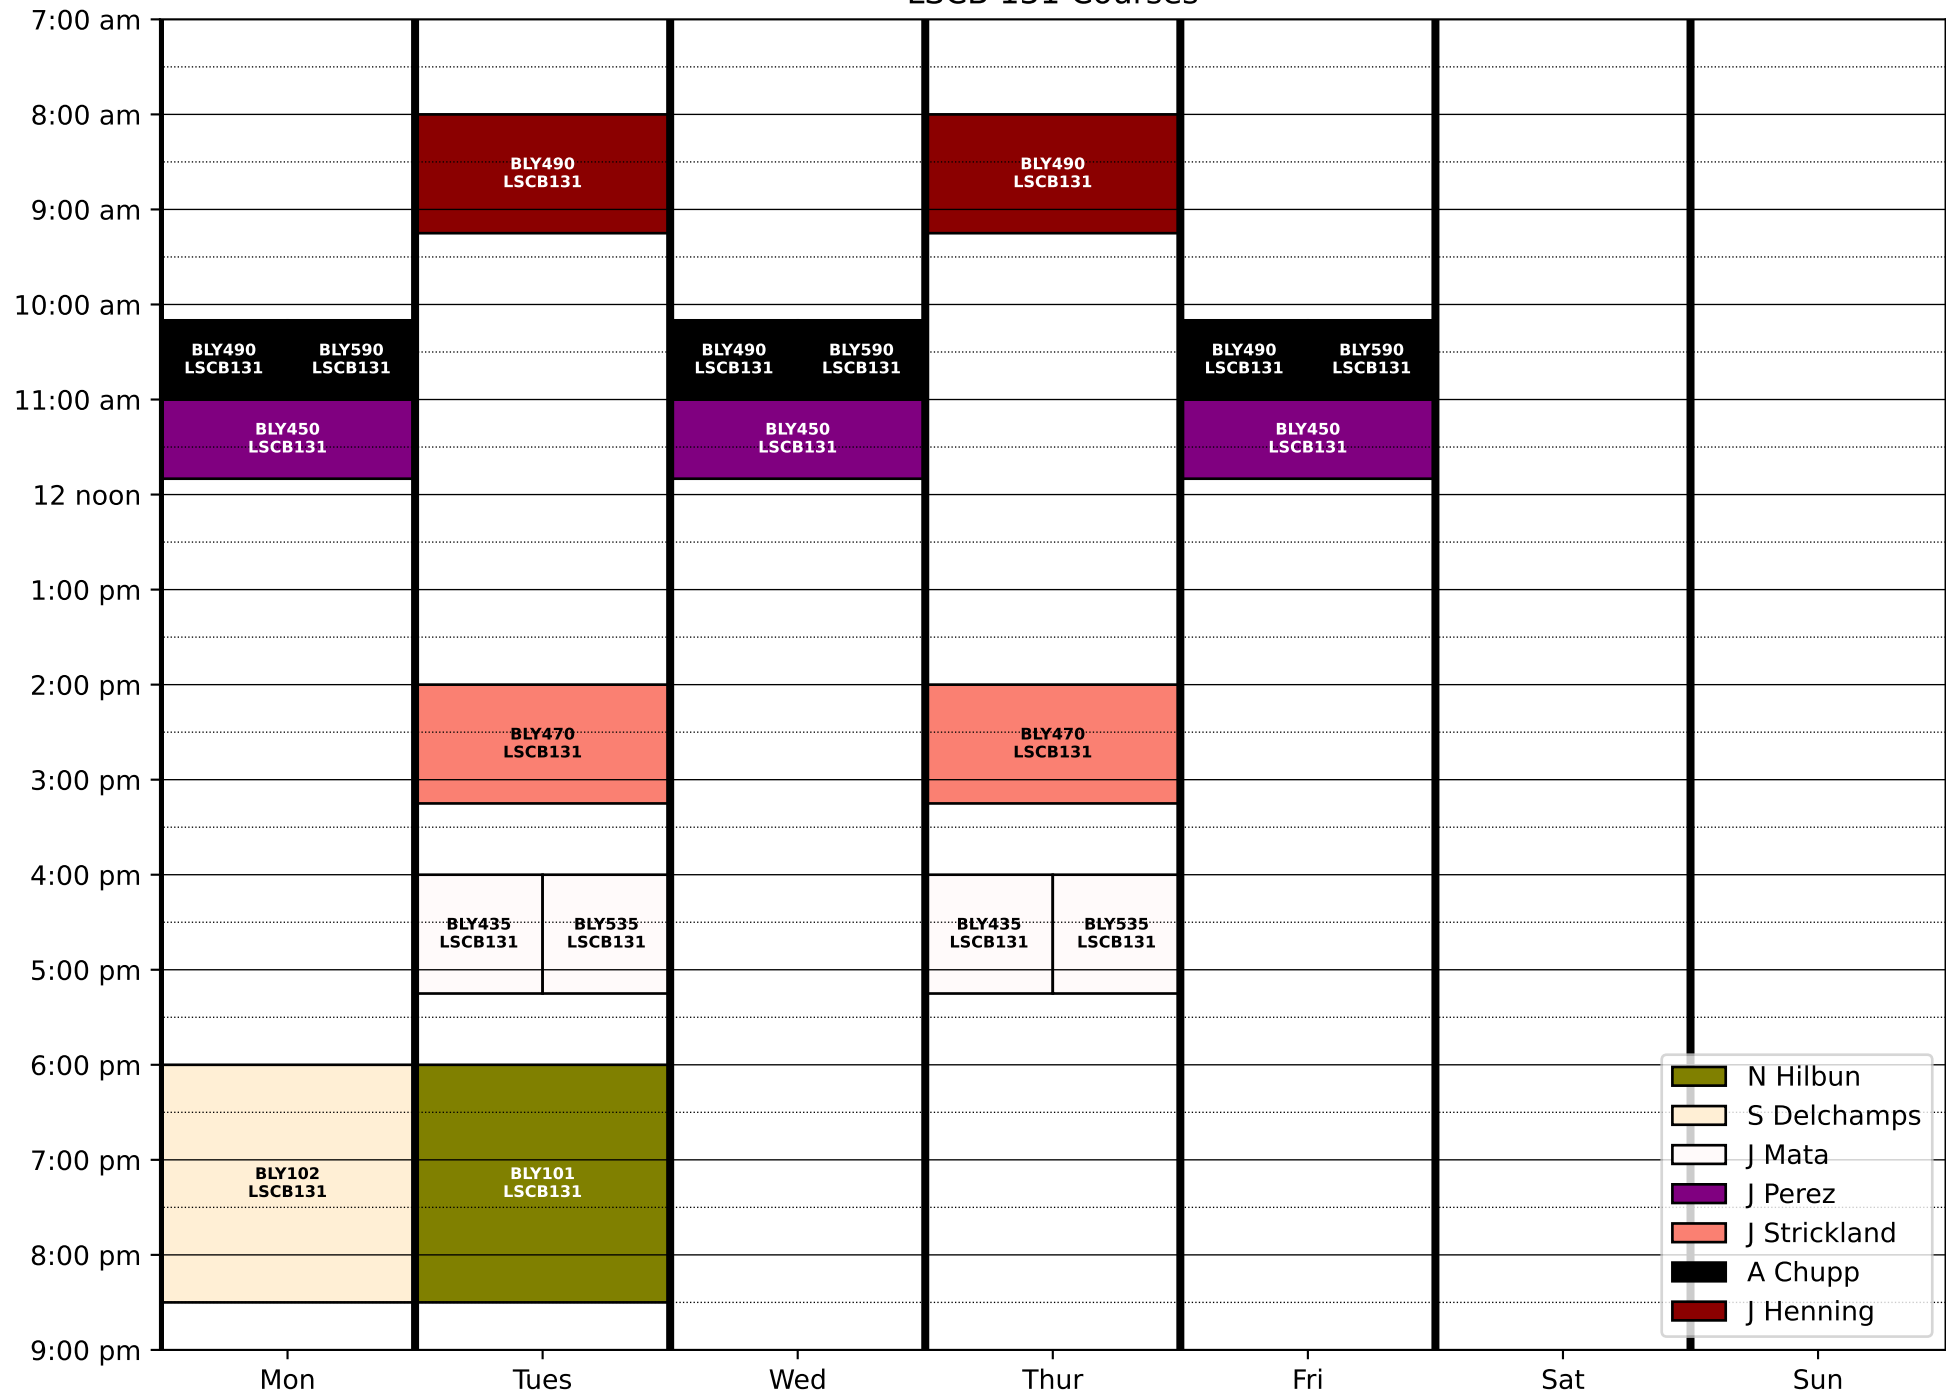 LSCB 131 Courses
7:00 am
8:00 am
BLY490
LSCB131
BLY490
LSCB131
9:00 am
10:00 am
BLY490
LSCB131
BLY590
LSCB131
BLY490
LSCB131
BLY590
LSCB131
BLY490
LSCB131
BLY590
LSCB131
11:00 am
BLY450
LSCB131
BLY450
LSCB131
BLY450
LSCB131
12 noon
1:00 pm
2:00 pm
BLY470
LSCB131
BLY470
LSCB131
3:00 pm
4:00 pm
BLY435
LSCB131
BLY535
LSCB131
BLY435
LSCB131
BLY535
LSCB131
5:00 pm
6:00 pm
7:00 pm
BLY102
LSCB131
BLY101
LSCB131
8:00 pm
9:00 pm
N Hilbun
S Delchamps
J Mata
J Perez
J Strickland
A Chupp
J Henning
Mon
Tues
Wed
Thur
Fri
Sat
Sun